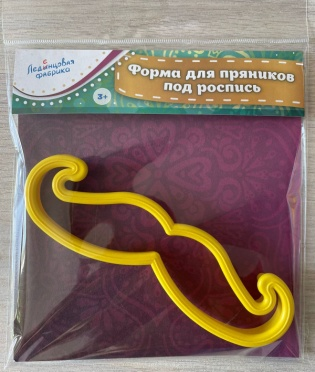 Леденцовая
фабрика
Форма для пряников
под роспись
3+